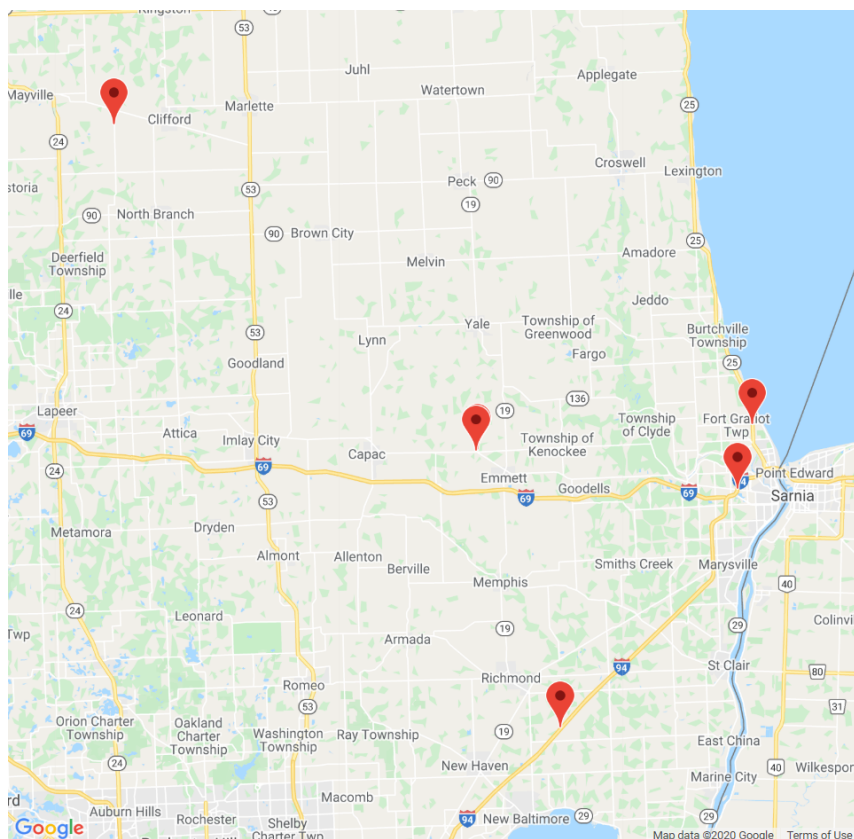 Kingston
53
Juhl
Applegate
Watertown
Mayville
Marlette
25
Clifford
24
Croswell
Lexington
Peck
90
storia
53
19
90
North Branch
Brown City
90
25
Deerfield
Township
Melvin
Amadore
Jeddo
ille
24
Yale
Township of
Greenwood
Burtchville
Township
53
Lynn
Fargo
Goodland
25
136
Lapeer
19
Township
of Clyde
Fort Gratiot
Twp
69
Attica
Imlay City
Township of
Kenockee
Capac
69
24
Point Edward
Emmett
94
Goodells
69
69
Sarnia
53
Metamora
Dryden
Almont
Allenton
Berville
Smiths Creek
Marysville
Memphis
40
24
Leonard
Colinvil
Twp
Armada
19
29
94
St Clair
80
Richmond
Romeo
53
31
Orion Charter
Township
Oakland
Charter
Township
Washington
Township
Ray Township
19
East China
24
New Haven
40
Wilkespor
Marine City
Macomb
ord
Auburn Hills
Rochester
Shelby
Charter Twp
94
New Baltimore
29
29
Google
Map data ©2020 Google
Terms of Use